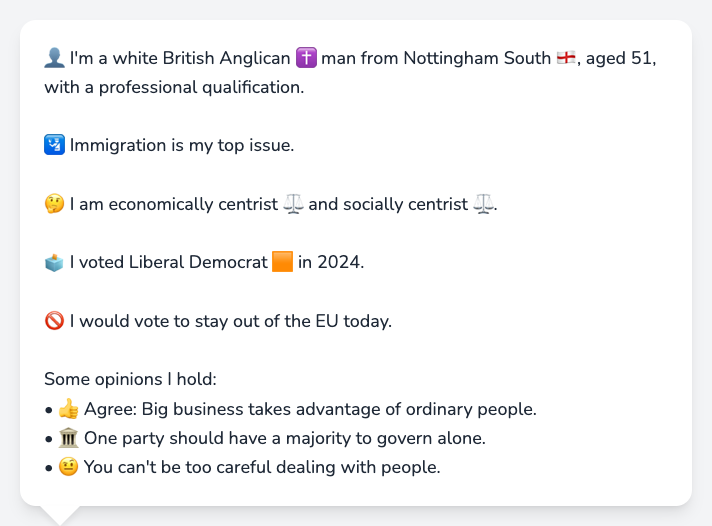 👤 I'm a white British Anglican ✝️ man from Nottingham South 🏴󠁧󠁢󠁥󠁮󠁧󠁿, aged 51,
with a professional qualification.
🛂 Immigration is my top issue.
🤔 I am economically centrist ⚖️ and socially centrist ⚖️.
🗳️ I voted Liberal Democrat 🟧 in 2024.
🚫 I would vote to stay out of the EU today.
Some opinions I hold:
• 👍 Agree: Big business takes advantage of ordinary people.
• 🏛️ One party should have a majority to govern alone.
• 🤨 You can't be too careful dealing with people.